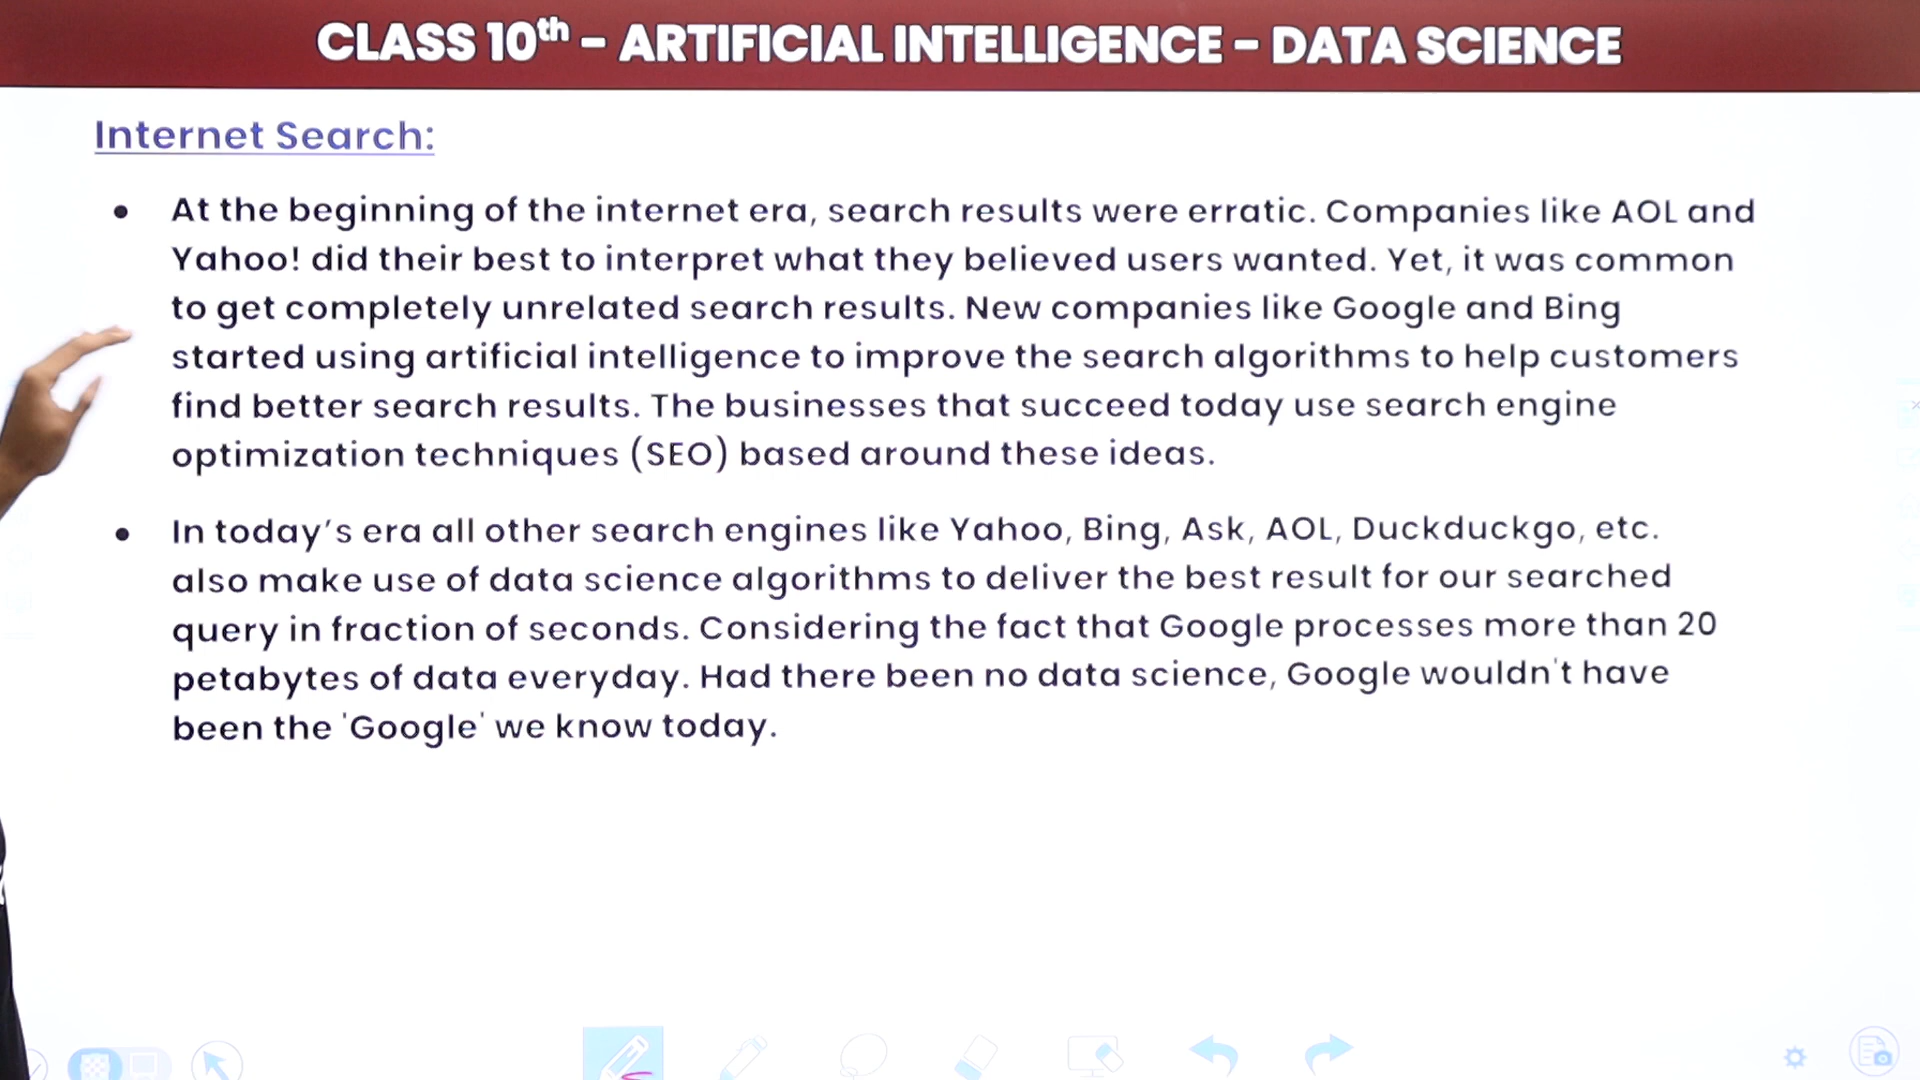 CLASS 10th – ARTIFICIAL INTELLIGENCE – DATA SCIENCE
Internet Search:
• At the beginning of the internet era, search results were erratic. Companies like AOL and
Yahoo! did their best to interpret what they believed users wanted. Yet, it was common
to get completely unrelated search results. New companies like Google and Bing
started using artificial intelligence to improve the search algorithms to help customers
find better search results. The businesses that succeed today use search engine
optimization techniques (SEO) based around these ideas.
• In today’s era all other search engines like Yahoo, Bing, Ask, AOL, Duckduckgo, etc.
also make use of data science algorithms to deliver the best result for our searched
query in fraction of seconds. Considering the fact that Google processes more than 20
petabytes of data everyday. Had there been no data science, Google wouldn't have
been the 'Google' we know today.